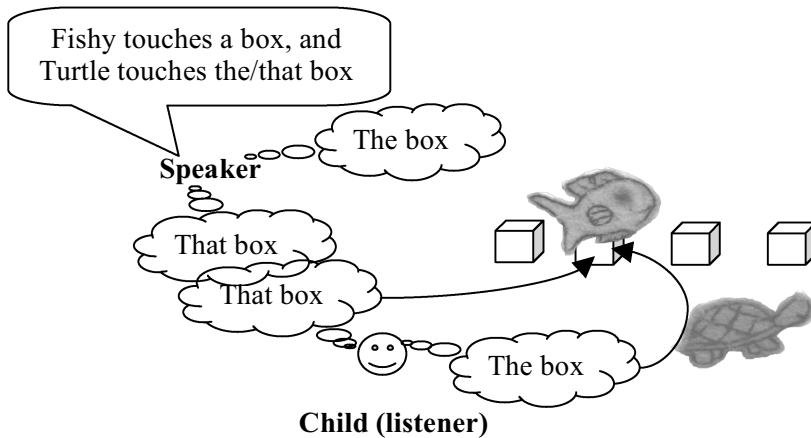 Fishy touches a box, and
Turtle touches the/that box
The box
Speaker
That box
That box
The box
Child (listener)